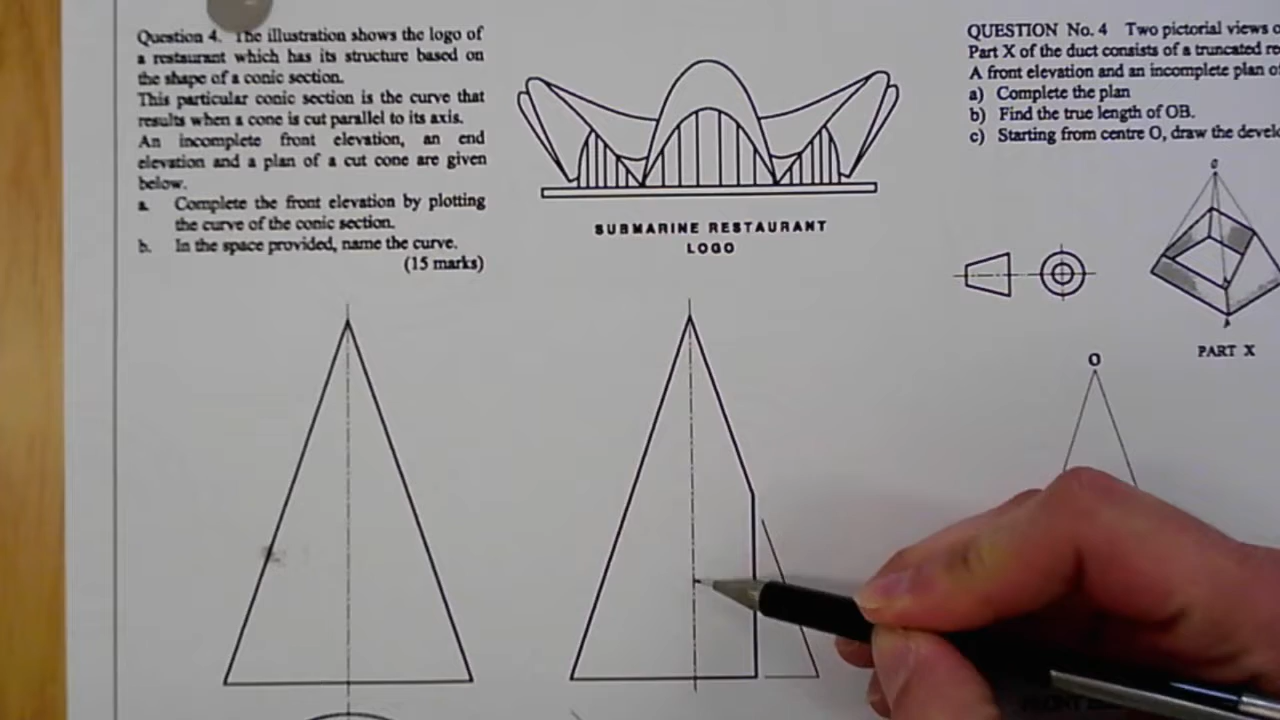 Question 4. The illustration shows the logo of
a restaurant which has its structure based on
the shape of a conic section.
This particular conic section is the curve that
results when a cone is cut parallel to its axis.
An incomplete front elevation, an end
elevation and a plan of a cut cone are given
below.
a. Complete the front elevation by plotting
the curve of the conic section.
b. In the space provided, name the curve.
(15 marks)
SUBMARINE RESTAURANT
LOGO
QUESTION No. 4 Two pictorial views o
Part X of the duct consists of a truncated re
A front elevation and an incomplete plan of
a) Complete the plan
b) Find the true length of OB.
c) Starting from centre O, draw the devel
O
A
PART X
O